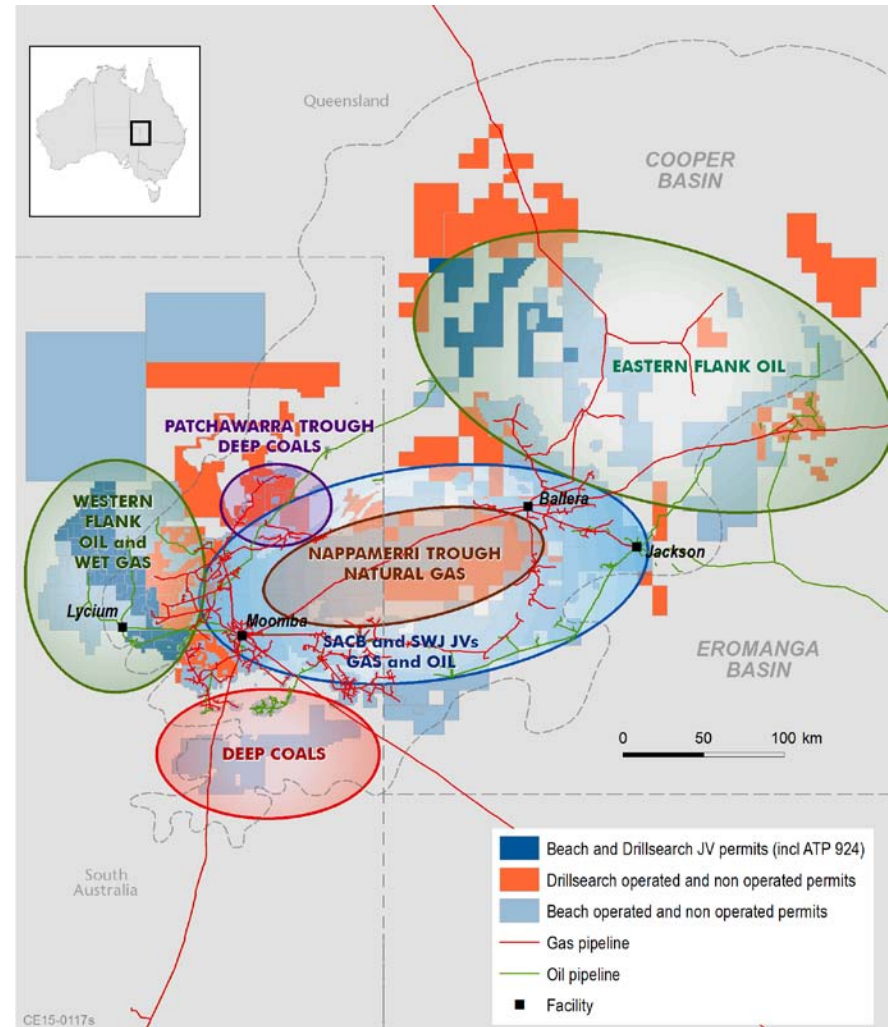 Queensland
COOPER
BASIN
EASTERN FLANK OIL
PATCHAWARRA TROUGH
DEEP COALS
WESTERN
FLANK
OIL and
WET GAS
Ballera
NAPPAMERRI TROUGH
NATURAL GAS
Jackson
Lycium
Moomba
SACB and SWJ JVs
GAS and OIL
EROMANGA
BASIN
0 50 100 km
DEEP COALS
South
Australia
Beach and Drillsearch JV permits (incl ATP 924)
Drillsearch operated and non operated permits
Beach operated and non operated permits
Gas pipeline
Oil pipeline
Facility
CE15-0117s